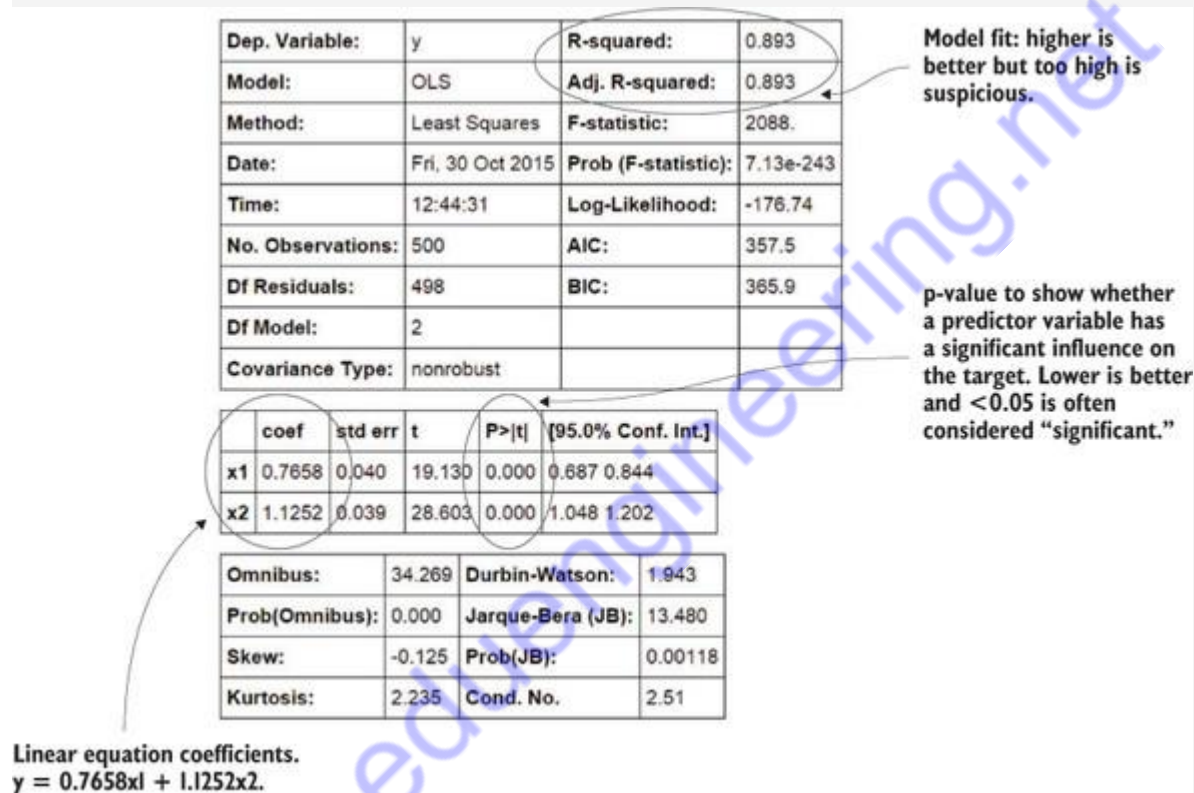 Dep. Variable: y R-squared: 0.893
Model: OLS Adj. R-squared: 0.893
Method: Least Squares F-statistic: 2088.
Date: Fri, 30 Oct 2015 Prob (F-statistic): 7.13e-243
Time: 12:44:31 Log-Likelihood: -176.74
No. Observations: 500 AIC: 357.5
Df Residuals: 498 BIC: 365.9
Df Model: 2
Covariance Type: nonrobust
Model fit: higher is
better but too high is
suspicious.
coef std err t P>|t| [95.0% Conf. Int.]
x1 0.7658 0.040 19.130 0.000 0.687 0.844
x2 1.1252 0.039 28.603 0.000 1.048 1.202
p-value to show whether
a predictor variable has
a significant influence on
the target. Lower is better
and <0.05 is often
considered “significant.”
Omnibus: 34.269 Durbin-Watson: 1.943
Prob(Omnibus): 0.000 Jarque-Bera (JB): 13.480
Skew: -0.125 Prob(JB): 0.00118
Kurtosis: 2.235 Cond. No. 2.51
Linear equation coefficients.
y = 0.7658xl + 1.1252x2.
eduengineering.net